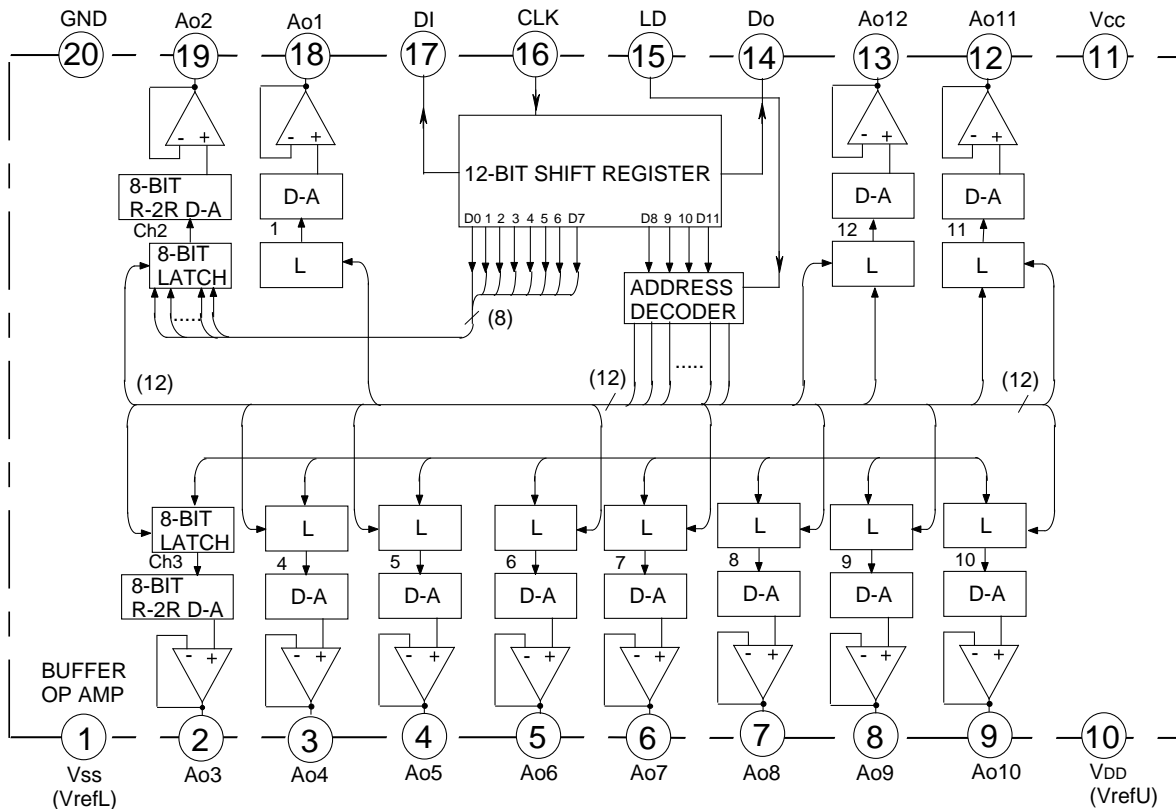 GND Ao2 Ao1 DI CLK LD Do Ao12 Ao11 Vcc
20 19 18 17 16 15 14 13 12 11
- + - + - + - +
12-BIT SHIFT REGISTER
8-BIT
R-2R D-A
D-A D-A D-A
D0 1 2 3 4 5 6 D7 D8 9 10 D11
Ch2 1 12 11
8-BIT
LATCH
L L L
ADDRESS
DECODER
(8)
..... .....
(12) (12) (12)
8-BIT
LATCH
L L L L L L L
Ch3 4 5 6 7 8 9 10
8-BIT
R-2R D-A
D-A D-A D-A D-A D-A D-A D-A
- + - + - + - + - + - + - + - +
BUFFER
OP AMP
1 2 3 4 5 6 7 8 9 10
Vss Ao3 Ao4 Ao5 Ao6 Ao7 Ao8 Ao9 Ao10 VDD
(VrefL) (VrefU)